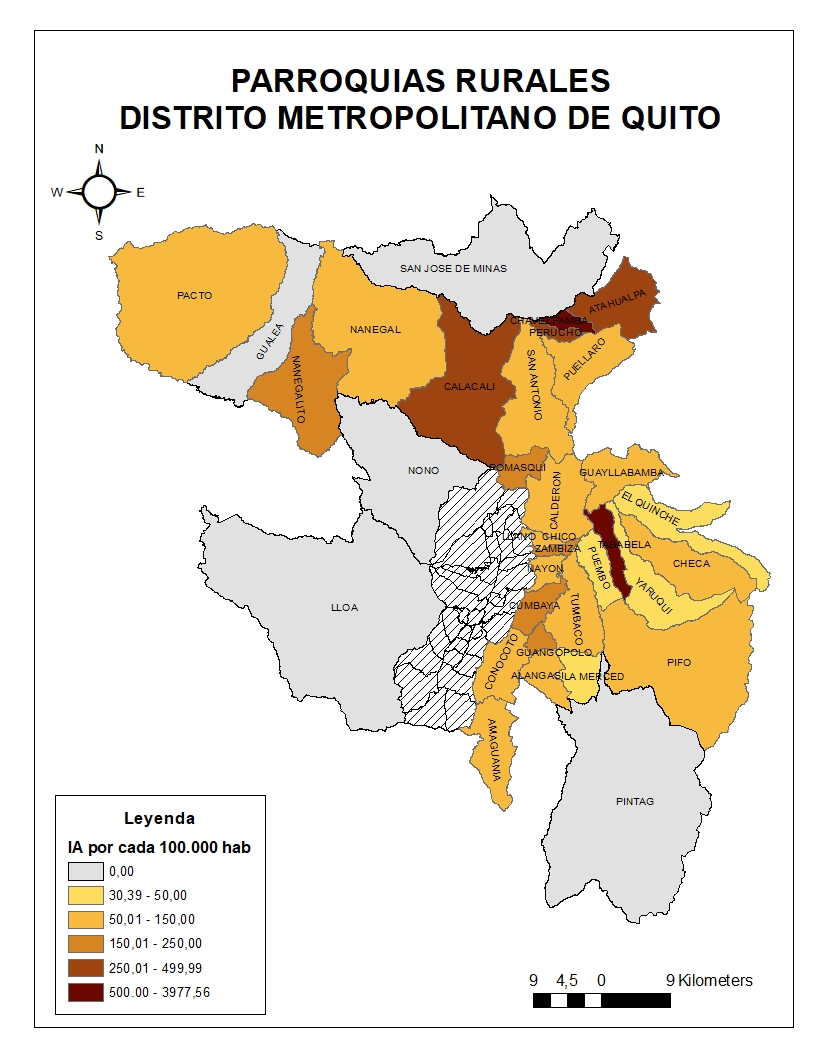 PARROQUIAS RURALES
DISTRITO METROPOLITANO DE QUITO
N
W E
S
SAN JOSE DE MINAS
PACTO
ATAHUALPA
CHAVEZPAMBA
PERUCHO
NANEGAL
GUALEA
PUELLARO
SAN ANTONIO
CALACALI
NANEGALITO
POMASQUI
NONO
GUAYLLABAMBA
CALDERON
EL QUINCHE
LLANO CHICO
ZAMBIZA
TABABELA
CHECA
NAYON
PUEMBO
YARUQUI
LLOA
CUMBAYA
TUMBACO
GUANGOPOLO
CONOCOTO
PIFO
ALANGASI
LA MERCED
AMAGUANIA
PINTAG
Leyenda
IA por cada 100.000 hab
0,00
30,39 - 50,00
50,01 - 150,00
150,01 - 250,00
250,01 - 499,99
500.00 - 3977,56
9 4,5 0 9 Kilometers